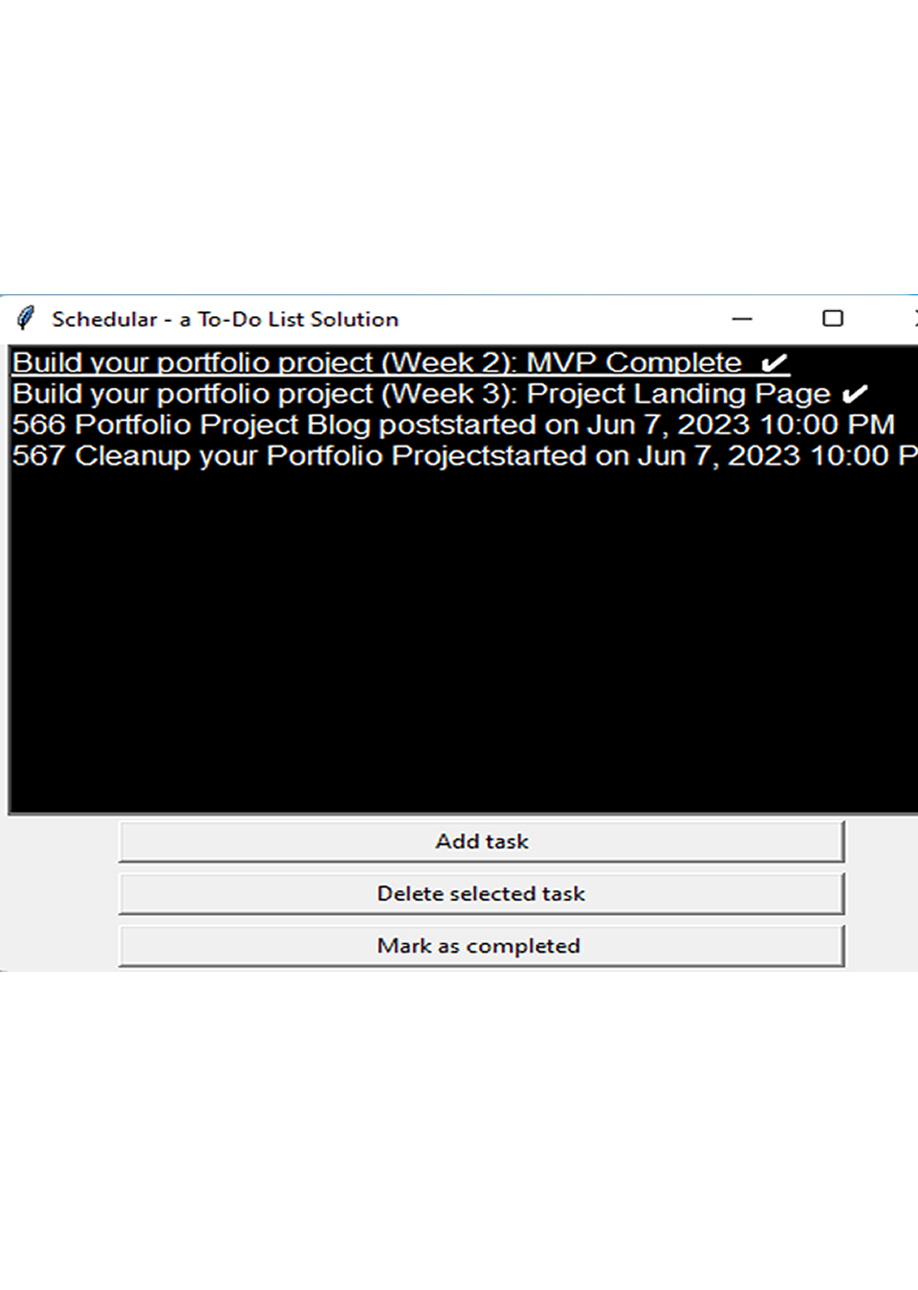 Schedular - a To-Do List Solution
Build your portfolio project (Week 2): MVP Complete ✔
Build your portfolio project (Week 3): Project Landing Page ✔
566 Portfolio Project Blog poststarted on Jun 7, 2023 10:00 PM
567 Cleanup your Portfolio Projectstarted on Jun 7, 2023 10:00 P
Add task
Delete selected task
Mark as completed